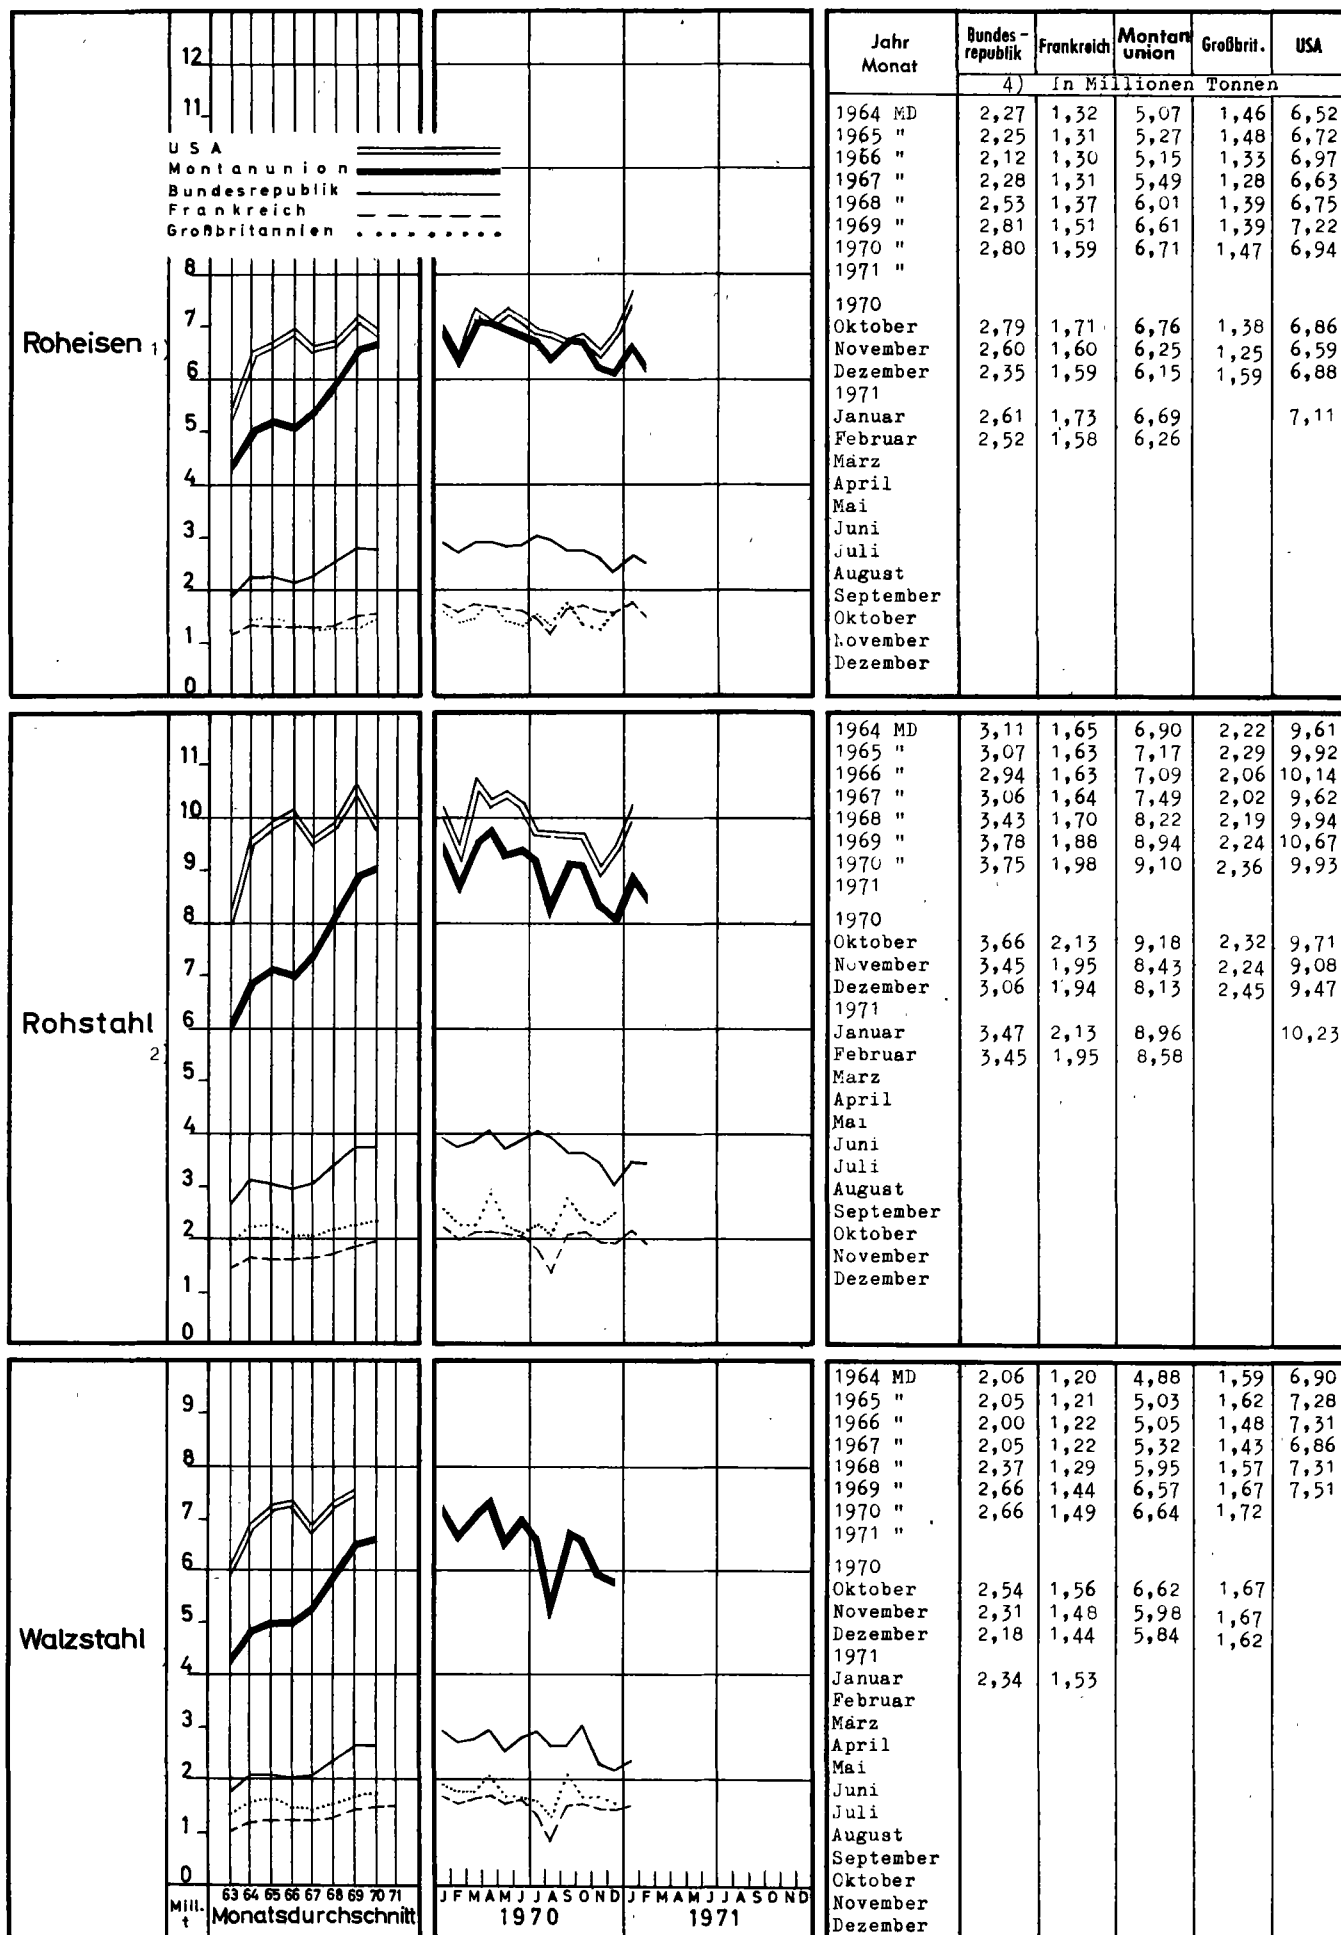 12
11
USA
Montanunion
Bundesrepublik
Frankreich
Großbritannien
8
7
6
5
4
3
2
1
0
Roheisen 1)
Jahr Monat Bundes-republik Frankreich Montan union Großbrit. USA
4) In Millionen Tonnen
1964 MD 2,27 1,32 5,07 1,46 6,52
1965 " 2,25 1,31 5,27 1,48 6,72
1966 " 2,12 1,30 5,15 1,33 6,97
1967 " 2,28 1,31 5,49 1,28 6,63
1968 " 2,53 1,37 6,01 1,39 6,75
1969 " 2,81 1,51 6,61 1,39 7,22
1970 " 2,80 1,59 6,71 1,47 6,94
1971 "
1970
Oktober 2,79 1,71 6,76 1,38 6,86
November 2,60 1,60 6,25 1,25 6,59
Dezember 2,35 1,59 6,15 1,59 6,88
1971
Januar 2,61 1,73 6,69 7,11
Februar 2,52 1,58 6,26
März
April
Mai
Juni
Juli
August
September
Oktober
November
Dezember
11
10
9
8
7
6
5
4
3
2
1
0
Rohstahl
2)
1964 MD 3,11 1,65 6,90 2,22 9,61
1965 " 3,07 1,63 7,17 2,29 9,92
1966 " 2,94 1,63 7,09 2,06 10,14
1967 " 3,06 1,64 7,49 2,02 9,62
1968 " 3,43 1,70 8,22 2,19 9,94
1969 " 3,78 1,88 8,94 2,24 10,67
1970 " 3,75 1,98 9,10 2,36 9,93
1971
1970
Oktober 3,66 2,13 9,18 2,32 9,71
November 3,45 1,95 8,43 2,24 9,08
Dezember 3,06 1,94 8,13 2,45 9,47
1971
Januar 3,47 2,13 8,96 10,23
Februar 3,45 1,95 8,58
Marz
April
Mai
Juni
Juli
August
September
Oktober
November
Dezember
9
8
7
6
5
4
3
2
1
0
Walzstahl
Mill. t
63 64 65 66 67 68 69 70 71
Monatsdurchschnitt
J F M A M J J A S O N D J F M A M J J A S O N D
1970 1971
1964 MD 2,06 1,20 4,88 1,59 6,90
1965 " 2,05 1,21 5,03 1,62 7,28
1966 " 2,00 1,22 5,05 1,48 7,31
1967 " 2,05 1,22 5,32 1,43 6,86
1968 " 2,37 1,29 5,95 1,57 7,31
1969 " 2,66 1,44 6,57 1,67 7,51
1970 " 2,66 1,49 6,64 1,72
1971 "
1970
Oktober 2,54 1,56 6,62 1,67
November 2,31 1,48 5,98 1,67
Dezember 2,18 1,44 5,84 1,62
1971
Januar 2,34 1,53
Februar
März
April
Mai
Juni
Juli
August
September
Oktober
November
Dezember